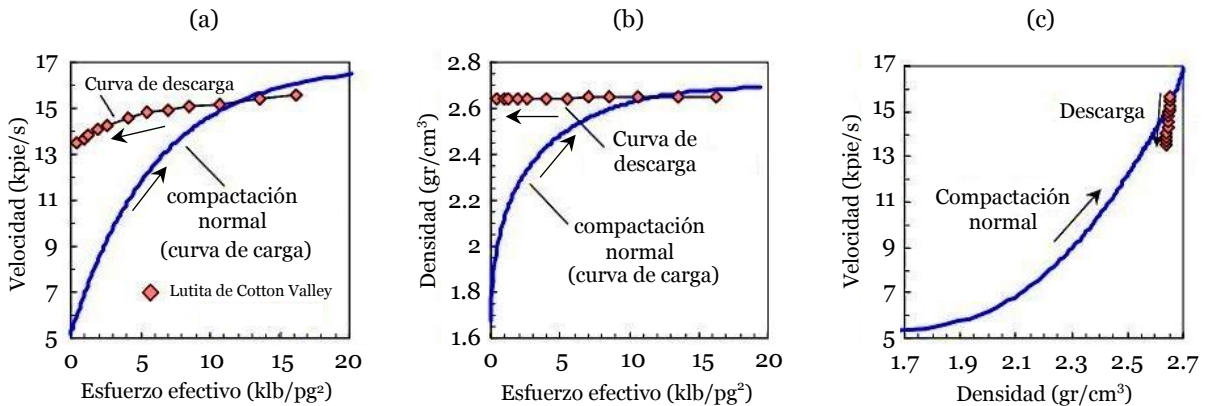 (a)
(b)
(c)
Velocidad (kpie/s)
17
15
13
11
9
7
5
Curva de descarga
compactación
normal
(curva de carga)
Lutita de Cotton Valley
0
5
10
15
20
Esfuerzo efectivo (klb/pg²)
Densidad (gr/cm³)
2.8
2.6
2.4
2.2
2
1.8
1.6
Curva de
descarga
compactación
normal
(curva de carga)
0
5
10
15
20
Esfuerzo efectivo (klb/pg²)
Velocidad (kpie/s)
17
15
13
11
9
7
5
Descarga
Compactación
normal
1.7
1.9
2.1
2.3
2.5
2.7
Densidad (gr/cm³)